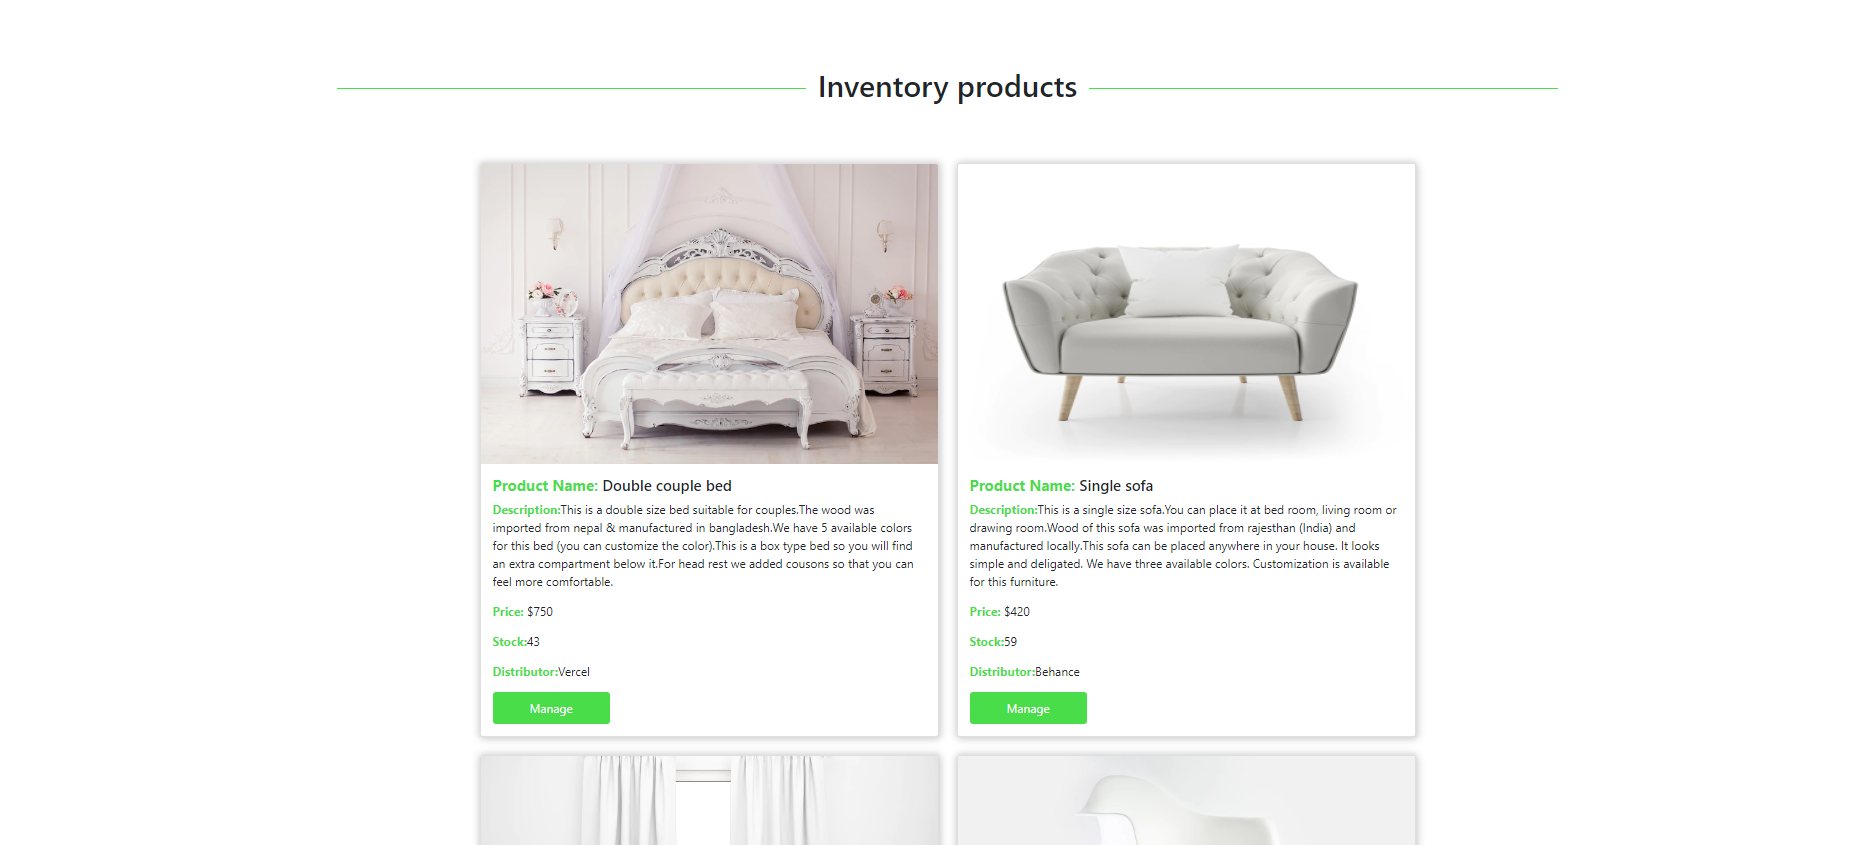 Inventory products
Product Name: Double couple bed
Description:This is a double size bed suitable for couples.The wood was
imported from nepal & manufactured in bangladesh.We have 5 available colors
for this bed (you can customize the color).This is a box type bed so you will find
an extra compartment below it.For head rest we added cousons so that you can
feel more comfortable.
Price: $750
Stock:43
Distributor:Vercel
Manage
Product Name: Single sofa
Description:This is a single size sofa.You can place it at bed room, living room or
drawing room.Wood of this sofa was imported from rajesthan (India) and
manufactured locally.This sofa can be placed anywhere in your house. It looks
simple and deligated. We have three available colors. Customization is available
for this furniture.
Price: $420
Stock:59
Distributor:Behance
Manage